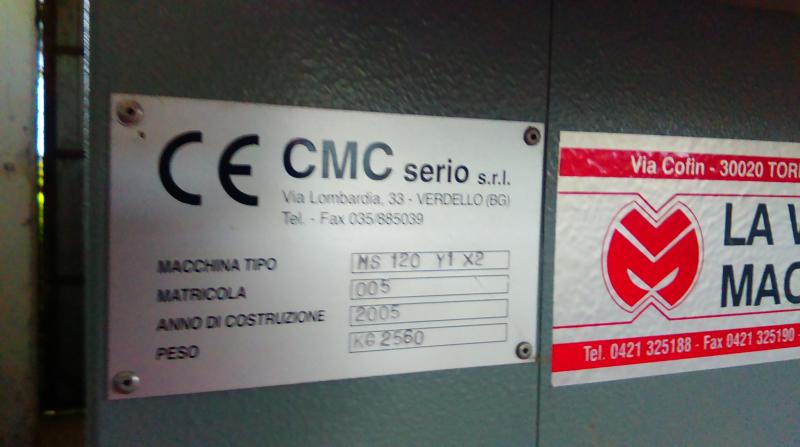 CE CMC serio s.r.l.
Via Lombardia, 33 - VERDELLO (BG)
Tel. - Fax 035/885039
MACCHINA TIPO MS 120 Y1 X2
MATRICOLA 005
ANNO DI COSTRUZIONE 2005
PESO KG 2560
Via Cofin - 30020 TORR
LA V
MAC
Tel. 0421 325188 - Fax 0421 325190 -